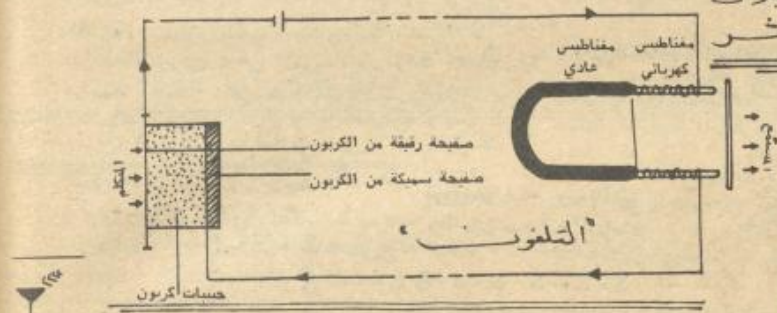 مغناطيس مغناطيس
كهربائي عادي
صفيحة رقيقة من الكربون
المتكلم
صفيحة سميكة من الكربون
"التلفون"
حبيبات كربون